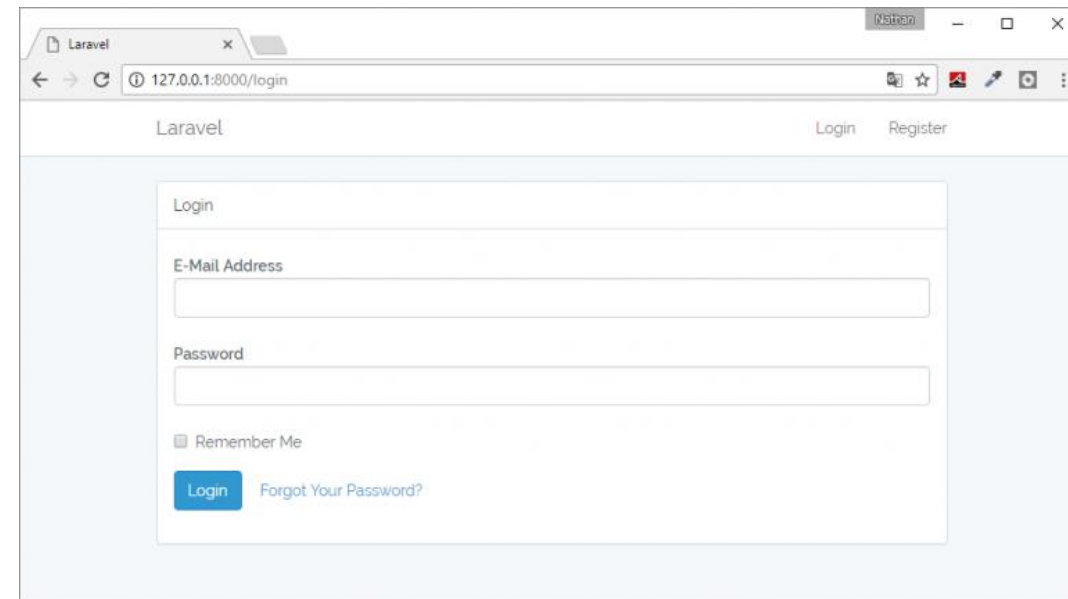 Nathan
Laravel
127.0.0.1:8000/login
Laravel Login Register
Login
E-Mail Address
Password
Remember Me
Login Forgot Your Password?